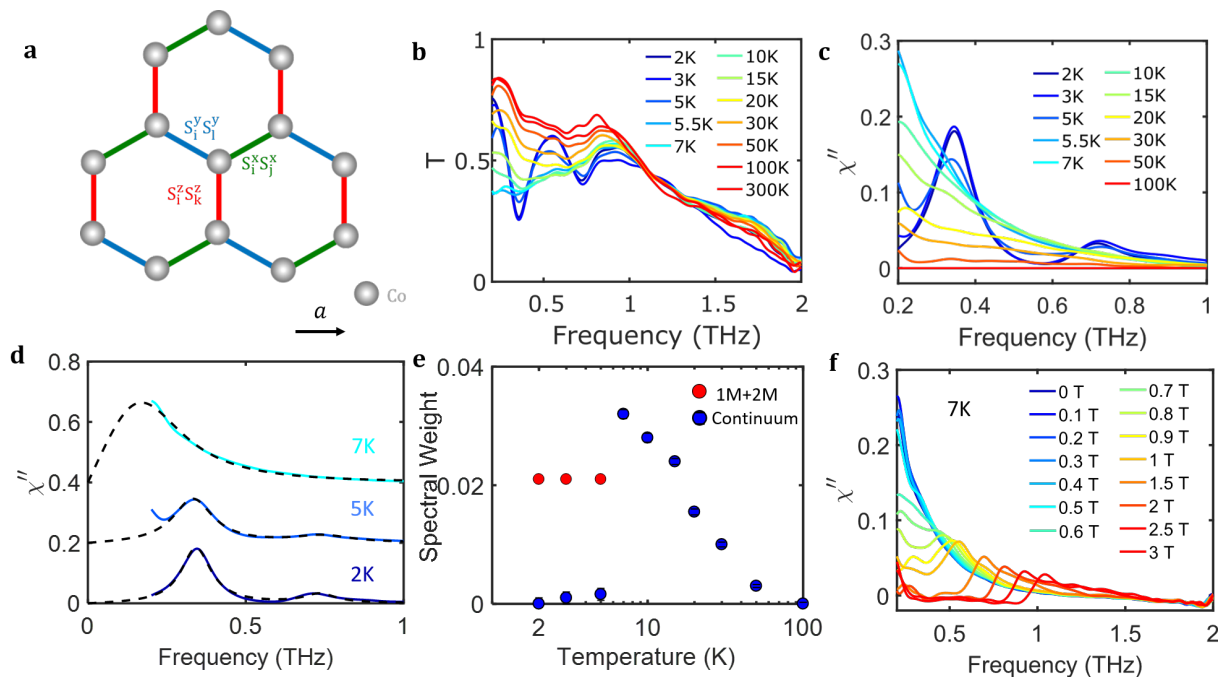 a
S_i^y S_l^y
S_i^x S_j^x
S_i^z S_k^z
Co
a
b
T
1
0.5
0
2K
3K
5K
5.5K
7K
10K
15K
20K
30K
50K
100K
300K
0.5
1
1.5
2
Frequency (THz)
c
χ″
0.3
0.2
0.1
0
2K
3K
5K
5.5K
7K
10K
15K
20K
30K
50K
100K
0.2
0.4
0.6
0.8
1
Frequency (THz)
d
χ″
0.8
0.6
0.4
0.2
0
7K
5K
2K
0
0.5
1
Frequency (THz)
e
Spectral Weight
0.04
0.02
0
1M+2M
Continuum
2
10
100
Temperature (K)
f
χ″
0.3
0.2
0.1
0
7K
0 T
0.1 T
0.2 T
0.3 T
0.4 T
0.5 T
0.6 T
0.7 T
0.8 T
0.9 T
1 T
1.5 T
2 T
2.5 T
3 T
0.5
1
1.5
2
Frequency (THz)